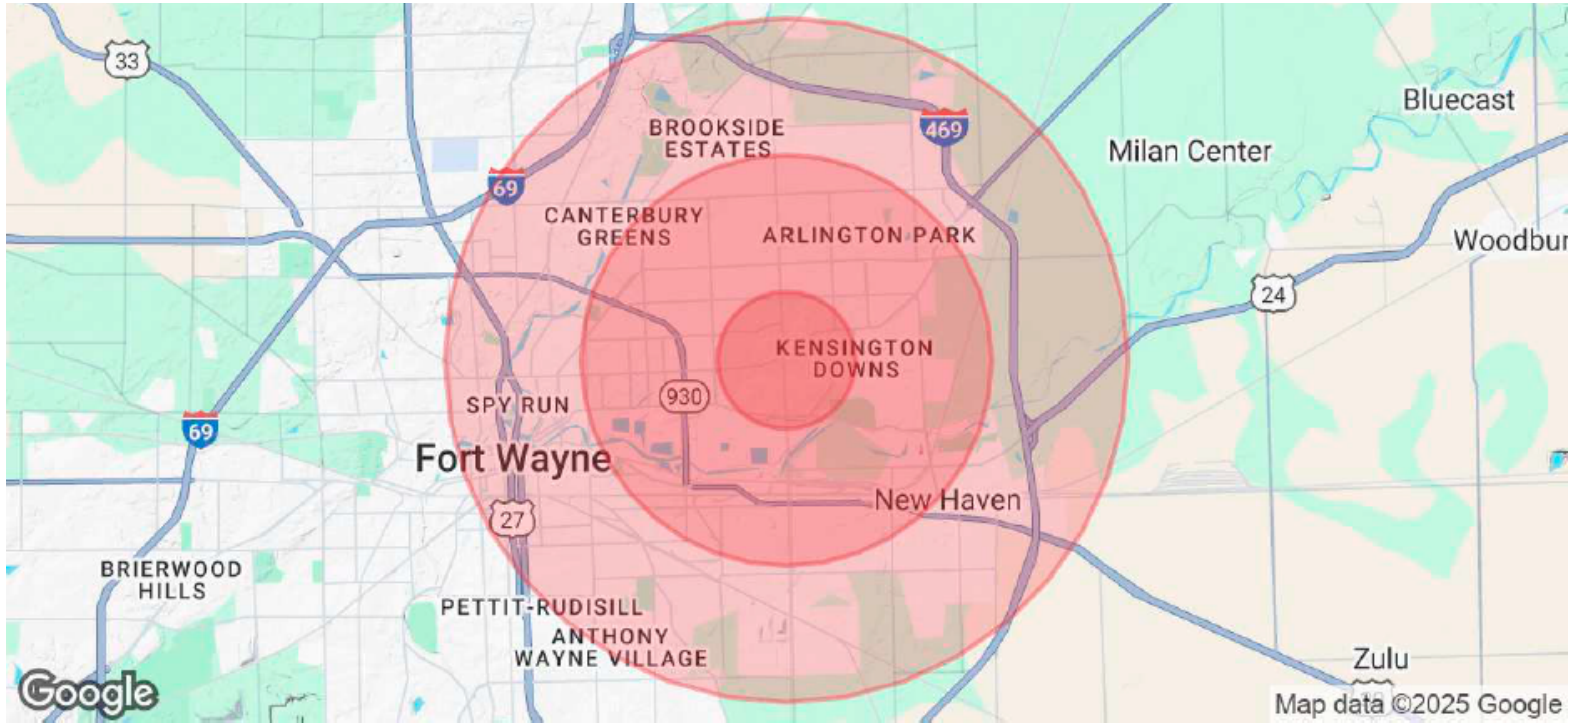 33
Bluecast
BROOKSIDE
ESTATES
469
Milan Center
69
CANTERBURY
GREENS
ARLINGTON PARK
Woodbur
24
KENSINGTON
DOWNS
930
SPY RUN
69
Fort Wayne
New Haven
27
BRIERWOOD
HILLS
PETTIT-RUDISILL
ANTHONY
WAYNE VILLAGE
Zulu
Google
Map data ©2025 Google